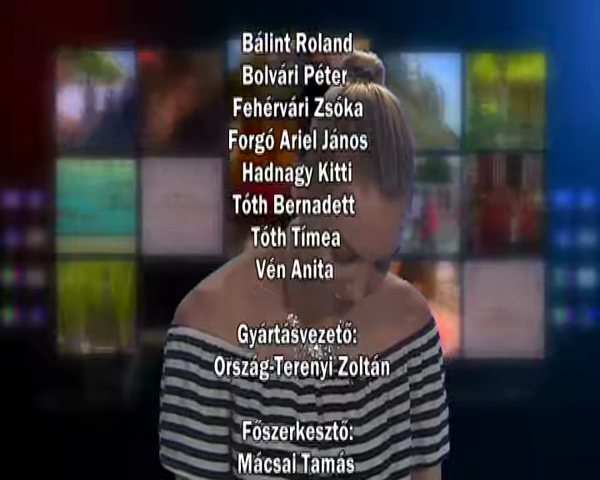 Bálint Roland
Bolvári Péter
Fehérvári Zsóka
Forgó Ariel János
Hadnagy Kitti
Tóth Bernadett
Tóth Tímea
Vén Anita
Gyártásvezető:
Ország-Terenyi Zoltán
Főszerkesztő:
Mácsai Tamás